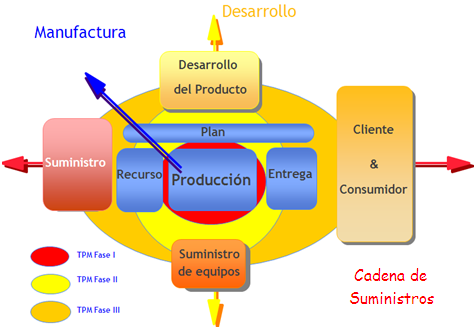 Desarrollo
Manufactura
Desarrollo
del Producto
Plan
Cliente
&
Consumidor
Suministro
Recurso
Producción
Entrega
Suministro
de equipos
TPM Fase I
TPM Fase II
TPM Fase III
Cadena de
Suministros